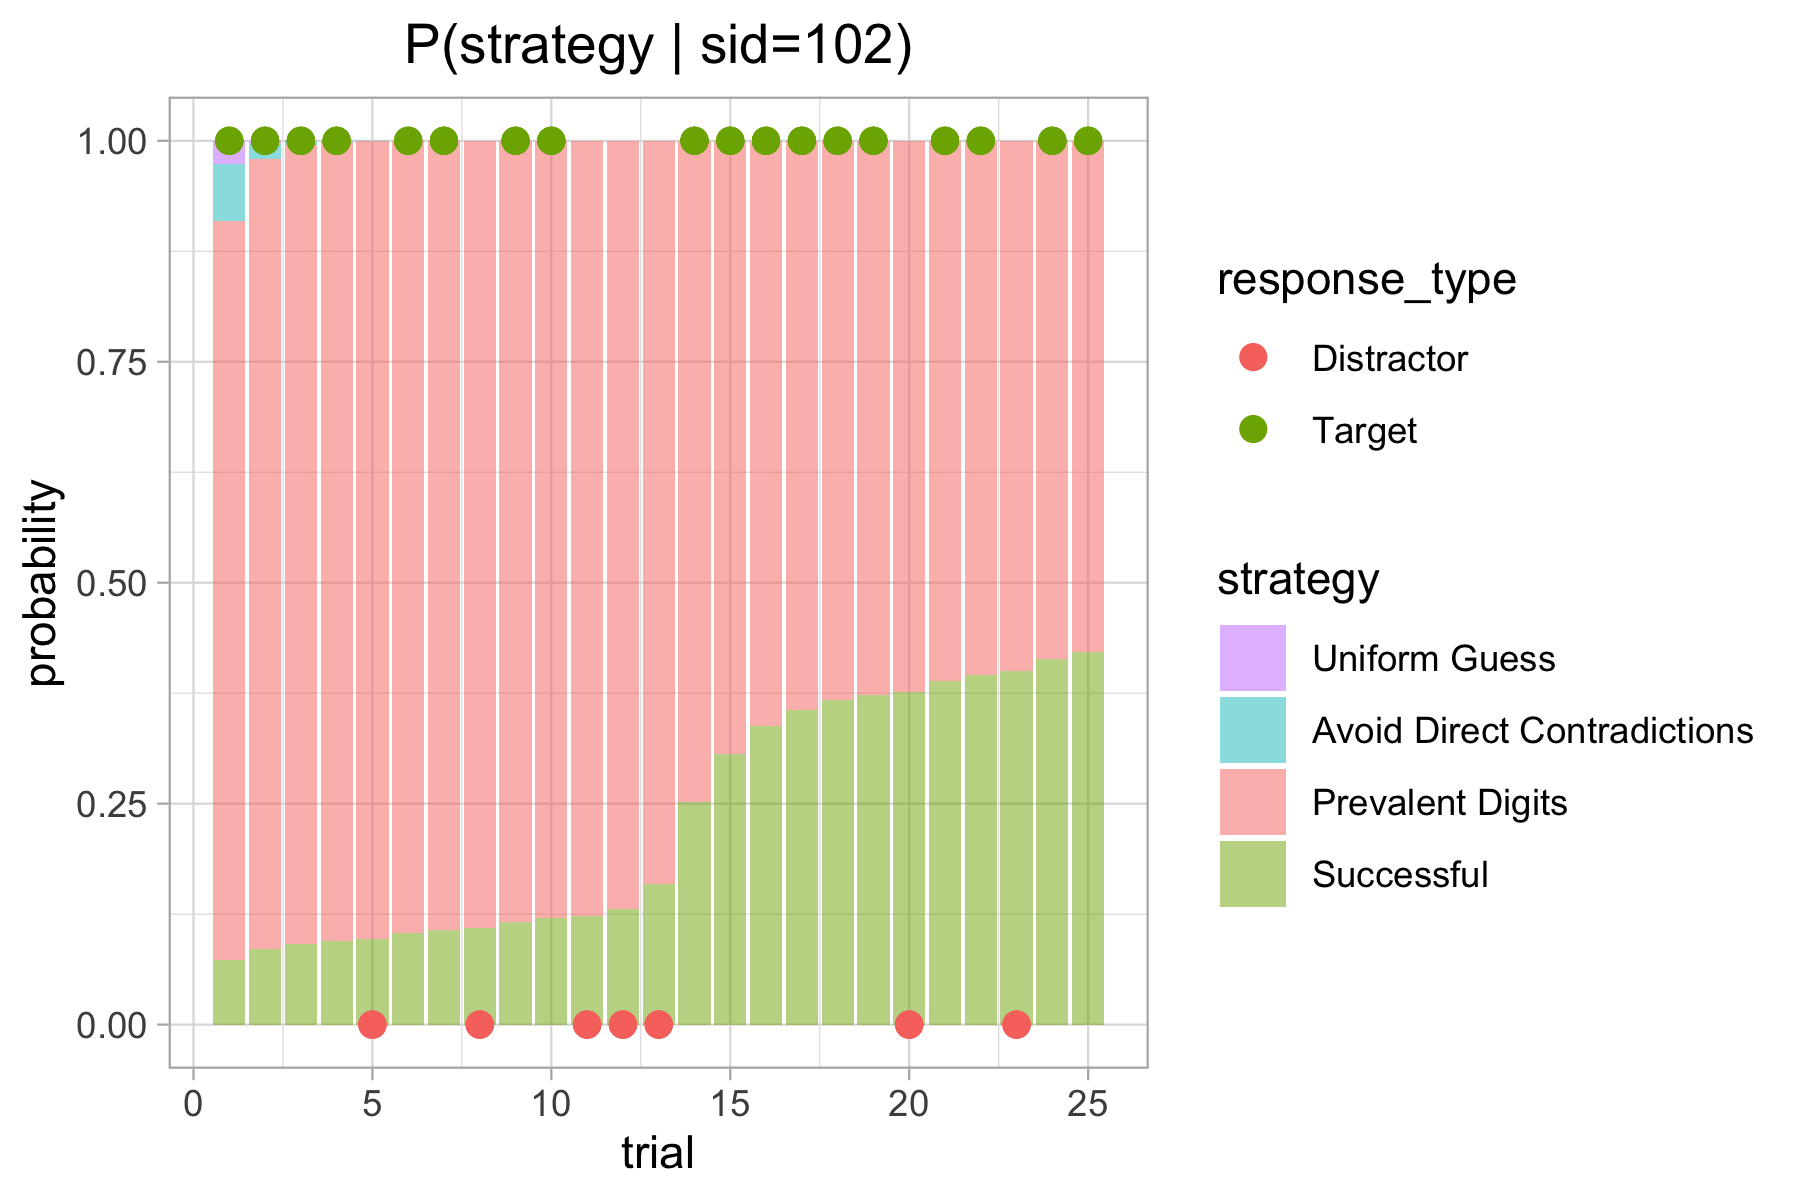 P(strategy | sid=102)
probability
1.00
0.75
0.50
0.25
0.00
0 5 10 15 20 25
trial
response_type
Distractor
Target
strategy
Uniform Guess
Avoid Direct Contradictions
Prevalent Digits
Successful